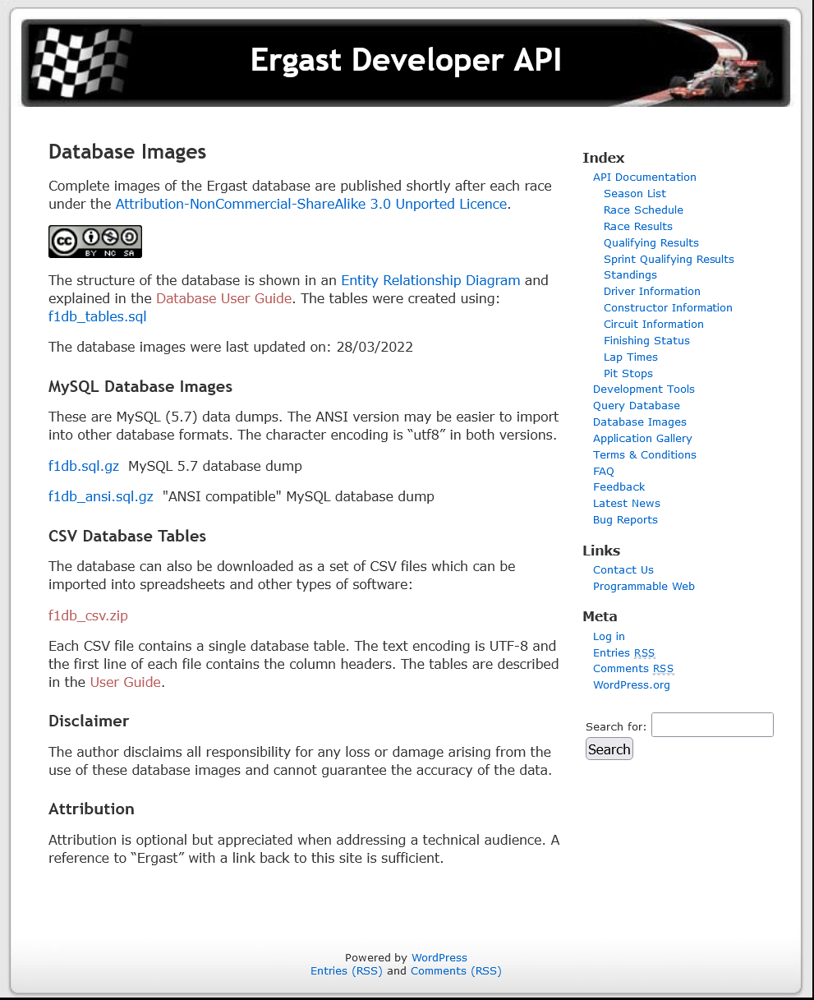 Ergast Developer API
Database Images
Complete images of the Ergast database are published shortly after each race
under the Attribution-NonCommercial-ShareAlike 3.0 Unported Licence.
cc BY NC SA
The structure of the database is shown in an Entity Relationship Diagram and
explained in the Database User Guide. The tables were created using:
f1db_tables.sql
The database images were last updated on: 28/03/2022
MySQL Database Images
These are MySQL (5.7) data dumps. The ANSI version may be easier to import
into other database formats. The character encoding is “utf8” in both versions.
f1db.sql.gz MySQL 5.7 database dump
f1db_ansi.sql.gz "ANSI compatible" MySQL database dump
CSV Database Tables
The database can also be downloaded as a set of CSV files which can be
imported into spreadsheets and other types of software:
f1db_csv.zip
Each CSV file contains a single database table. The text encoding is UTF-8 and
the first line of each file contains the column headers. The tables are described
in the User Guide.
Disclaimer
The author disclaims all responsibility for any loss or damage arising from the
use of these database images and cannot guarantee the accuracy of the data.
Attribution
Attribution is optional but appreciated when addressing a technical audience. A
reference to “Ergast” with a link back to this site is sufficient.
Index
API Documentation
Season List
Race Schedule
Race Results
Qualifying Results
Sprint Qualifying Results
Standings
Driver Information
Constructor Information
Circuit Information
Finishing Status
Lap Times
Pit Stops
Development Tools
Query Database
Database Images
Application Gallery
Terms & Conditions
FAQ
Feedback
Latest News
Bug Reports
Links
Contact Us
Programmable Web
Meta
Log in
Entries RSS
Comments RSS
WordPress.org
Search for:
Search
Powered by WordPress
Entries (RSS) and Comments (RSS)